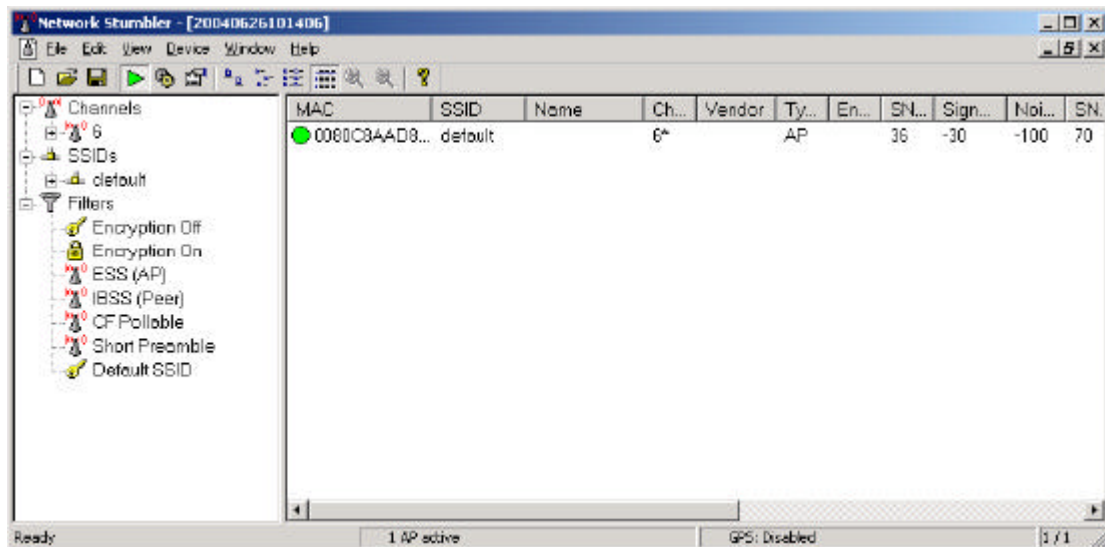 Network Stumbler - [20040626101406]
File Edit View Device Window Help
Channels
6
SSIDs
default
Filters
Encryption Off
Encryption On
ESS (AP)
IBSS (Peer)
CF Pollable
Short Preamble
Default SSID
MAC SSID Name Ch... Vendor Ty... En... SN... Sign... Noi... SN.
0080C8AAD8... default 6* AP 36 -30 -100 70
Ready 1 AP active GPS: Disabled 1 / 1